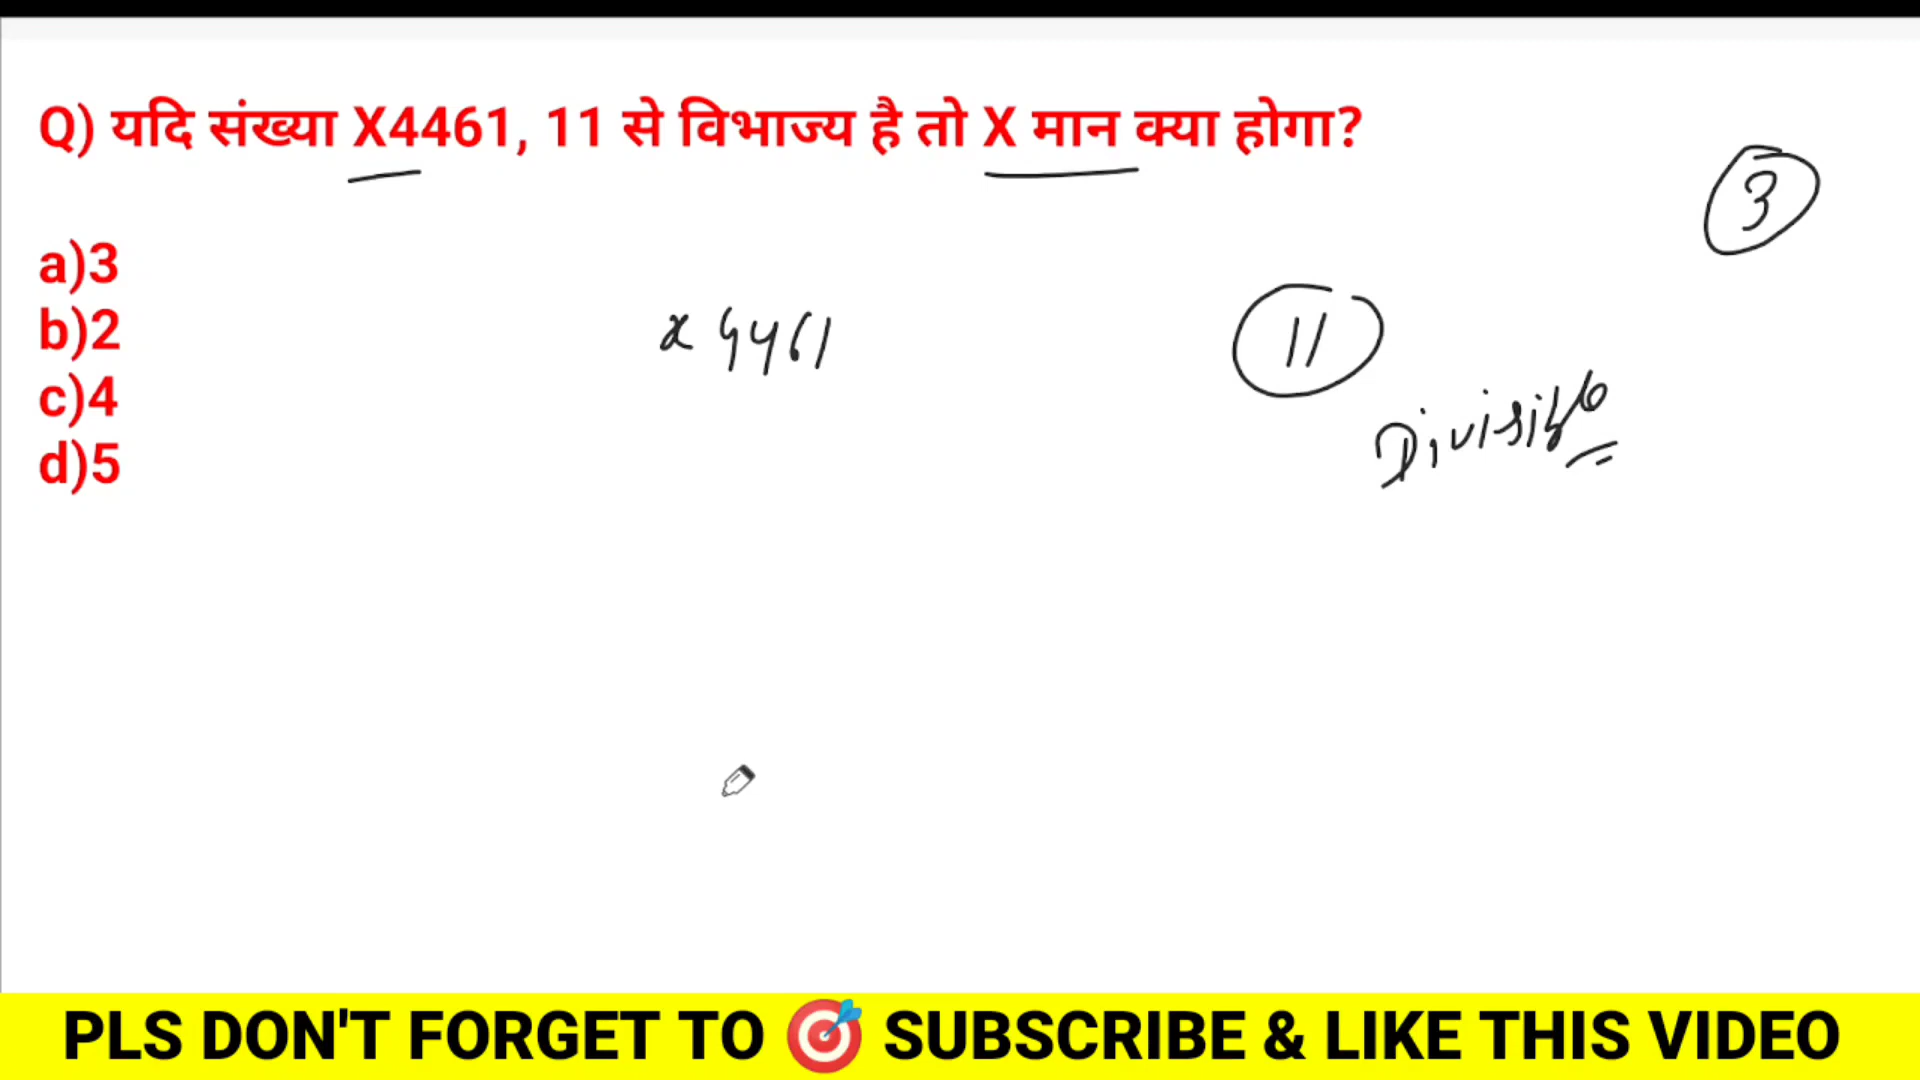 Q) यदि संख्या X4461, 11 से विभाज्य है तो X मान क्या होगा?
3
a)3
b)2
c)4
d)5
x 4461
11
Divisible
PLS DON'T FORGET TO 🎯 SUBSCRIBE & LIKE THIS VIDEO